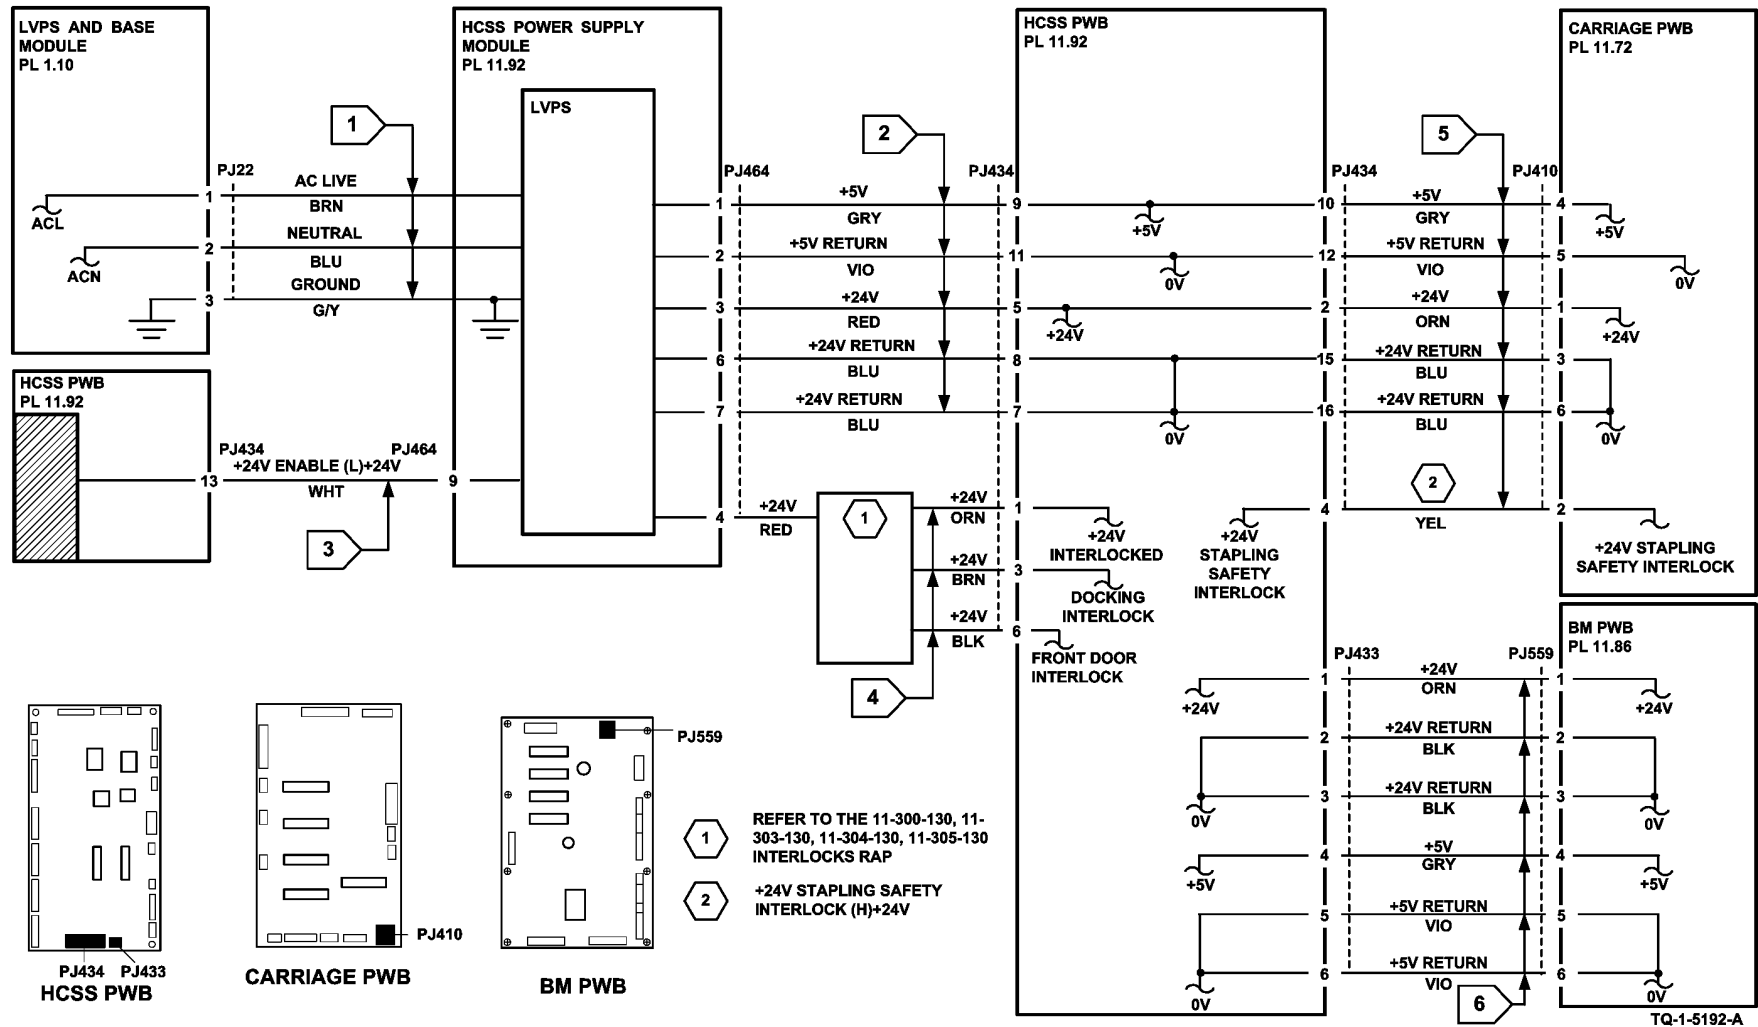 LVPS AND BASE
MODULE
PL 1.10
ACL
ACN
1
2
3
PJ22
1
AC LIVE
BRN
NEUTRAL
BLU
GROUND
G/Y
HCSS PWB
PL 11.92
13
PJ434
PJ464
+24V ENABLE (L)+24V
WHT
9
3
HCSS POWER SUPPLY
MODULE
PL 11.92
LVPS
1
2
3
6
7
4
PJ464
2
PJ434
+5V
GRY
+5V RETURN
VIO
+24V
RED
+24V RETURN
BLU
+24V RETURN
BLU
+24V
RED
1
+24V
ORN
+24V
BRN
+24V
BLK
4
HCSS PWB
PL 11.92
9
11
5
8
7
1
3
6
+5V
0V
+24V
0V
+24V
INTERLOCKED
DOCKING
INTERLOCK
FRONT DOOR
INTERLOCK
+24V
STAPLING
SAFETY
INTERLOCK
10
12
2
15
16
4
PJ434
5
PJ410
+5V
GRY
+5V RETURN
VIO
+24V
ORN
+24V RETURN
BLU
+24V RETURN
BLU
2
YEL
CARRIAGE PWB
PL 11.72
4
5
1
3
6
2
+5V
0V
+24V
0V
+24V STAPLING
SAFETY INTERLOCK
+24V
0V
+5V
0V
1
2
3
4
5
6
PJ433
PJ559
+24V
ORN
+24V RETURN
BLK
+24V RETURN
BLK
+5V
GRY
+5V RETURN
VIO
+5V RETURN
VIO
6
BM PWB
PL 11.86
1
2
3
4
5
6
+24V
0V
+5V
0V
PJ434
PJ433
HCSS PWB
PJ410
CARRIAGE PWB
PJ559
BM PWB
1
REFER TO THE 11-300-130, 11-
303-130, 11-304-130, 11-305-130
INTERLOCKS RAP
2
+24V STAPLING SAFETY
INTERLOCK (H)+24V
TQ-1-5192-A